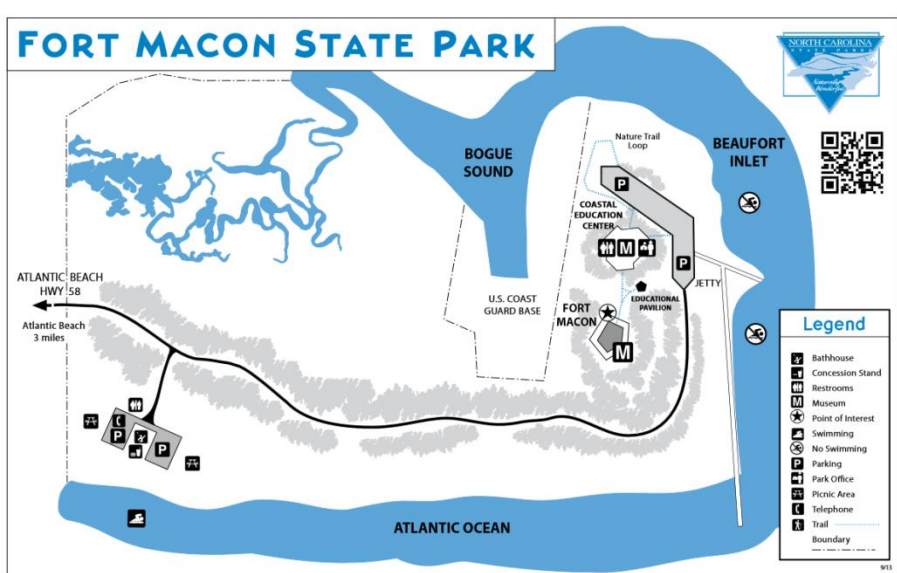 FORT MACON STATE PARK
NORTH CAROLINA
STATE PARKS
Naturally
Wonderful
BOGUE
SOUND
Nature Trail
Loop
BEAUFORT
INLET
P
COASTAL
EDUCATION
CENTER
M
P
ATLANTIC BEACH
HWY 58
JETTY
Atlantic Beach
3 miles
U.S. COAST
GUARD BASE
FORT
MACON
EDUCATIONAL
PAVILION
M
P
P
ATLANTIC OCEAN
Legend
Bathhouse
Concession Stand
Restrooms
M Museum
Point of Interest
Swimming
No Swimming
P Parking
Park Office
Picnic Area
Telephone
Trail
Boundary
9/13